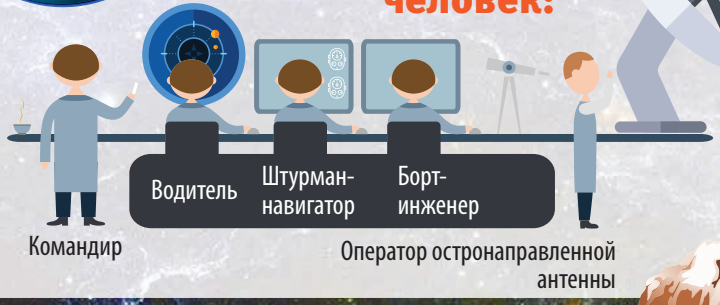 человек:
Водитель
Штурман-
навигатор
Борт-
инженер
Командир
Оператор остронаправленной
антенны